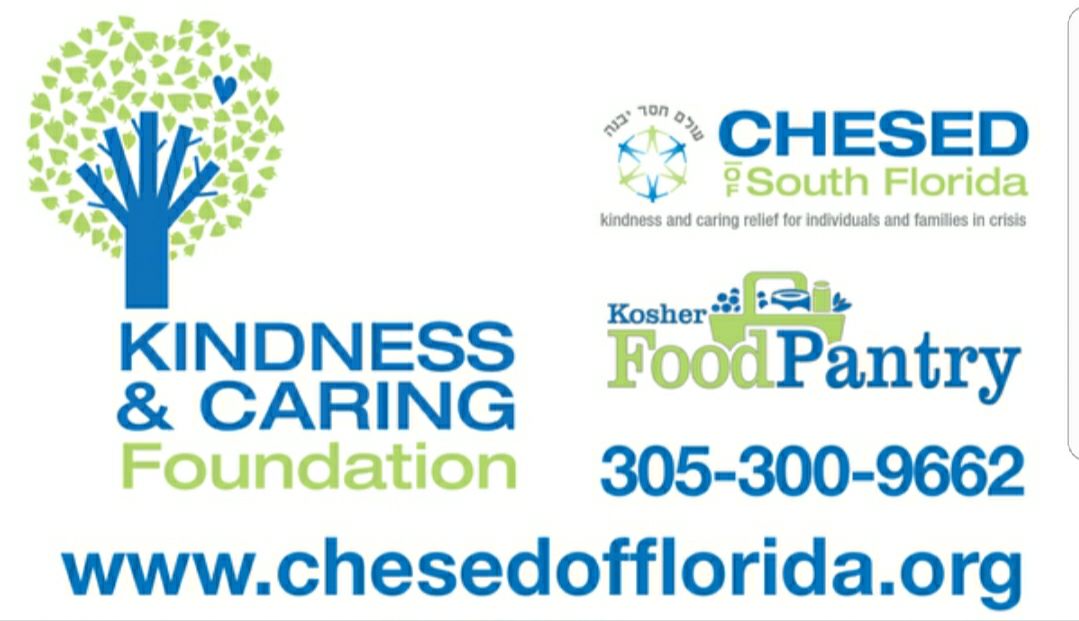 KINDNESS
& CARING
Foundation
עולם חסד יבנה
CHESED
OF South Florida
kindness and caring relief for individuals and families in crisis
Kosher
FoodPantry
305-300-9662
www.chesedofflorida.org